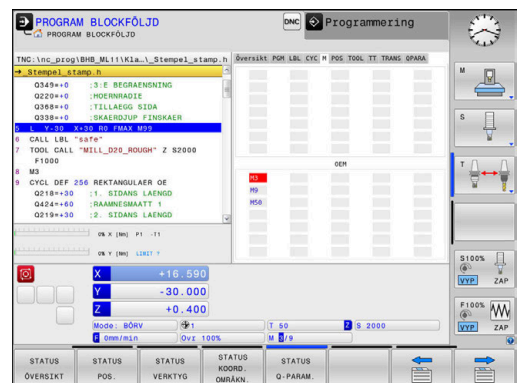 PROGRAM BLOCKFÖLJD
PROGRAM BLOCKFÖLJD
DNC
Programmering
TNC:\nc_prog\BHB_ML11\Kla…\_Stempel_stamp.h
→_Stempel_stamp.h
Q349=+0 ;3:E BEGRAENSNING
Q220=+0 ;HOERNRADIE
Q368=+0 ;TILLAEGG SIDA
Q338=+0 ;SKAERDJUP FINSKAER
5 L Y-30 X+30 R0 FMAX M99
6 CALL LBL "safe"
7 TOOL CALL "MILL_D20_ROUGH" Z S2000
F1000
8 M3
9 CYCL DEF 256 REKTANGULAER OE
Q218=+30 ;1. SIDANS LAENGD
Q424=+60 ;RAAMNESMAATT 1
Q219=+30 ;2. SIDANS LAENGD
Översikt PGM LBL CYC M POS TOOL TT TRANS QPARA
OEM
M3
M9
M50
0% X [Nm] P1 -T1
0% Y [Nm] LIMIT ?
X +16.590
Y -30.000
Z +0.400
Mode: BÖRV 1 T 50 Z S 2000
F 0mm/min Ovr 100% M 3/9
M
S
T
S100%
VYP ZAP
F100%
VYP ZAP
STATUS ÖVERSIKT
STATUS POS.
STATUS VERKTYG
STATUS KOORD. OMRÄKN.
STATUS Q-PARAM.